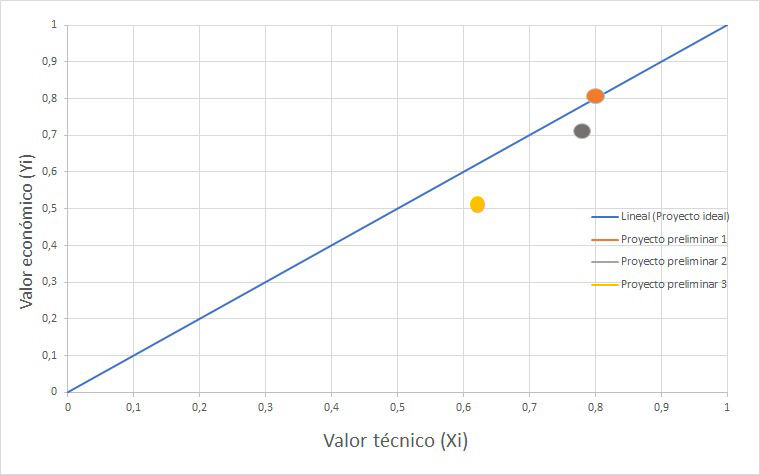 1
0,9
0,8
0,7
0,6
0,5
0,4
0,3
0,2
0,1
0
Valor económico (Yi)
Lineal (Proyecto ideal)
Proyecto preliminar 1
Proyecto preliminar 2
Proyecto preliminar 3
0 0,1 0,2 0,3 0,4 0,5 0,6 0,7 0,8 0,9 1
Valor técnico (Xi)